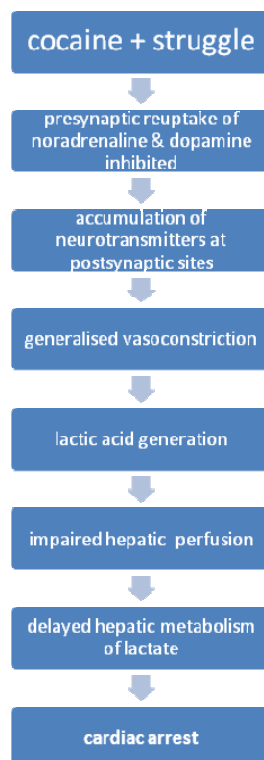 cocaine + struggle
presynaptic reuptake of
noradrenaline & dopamine
inhibited
accumulation of
neurotransmitters at
postsynaptic sites
generalised vasoconstriction
lactic acid generation
impaired hepatic perfusion
delayed hepatic metabolism
of lactate
cardiac arrest